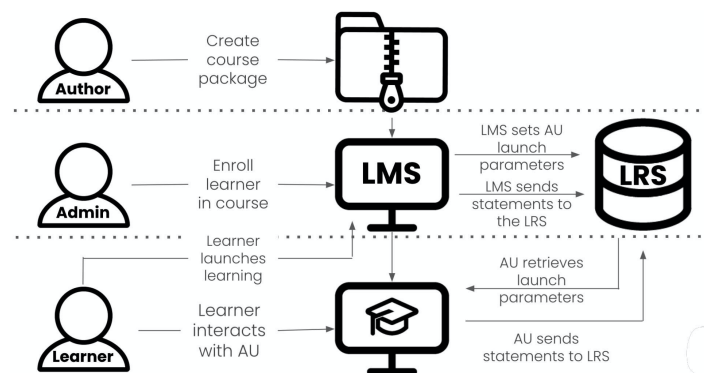 Create
course
package
Author
LMS sets AU
launch
parameters
Enroll
learner
in course
LMS
LRS
LMS sends
statements to
the LRS
Admin
Learner
launches
learning
AU retrieves
launch
parameters
Learner
interacts
with AU
Learner
AU sends
statements to LRS